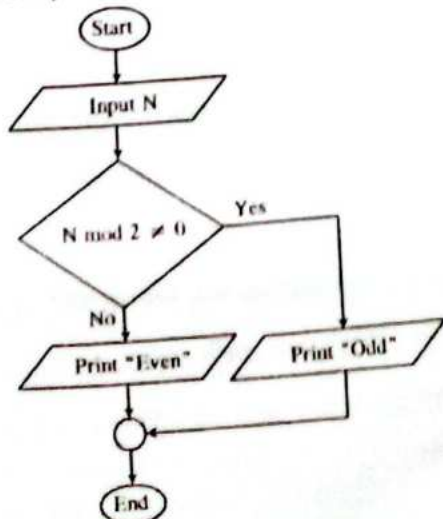 Start
Input N
N mod 2 ≠ 0
Yes
No
Print "Even"
Print "Odd"
End